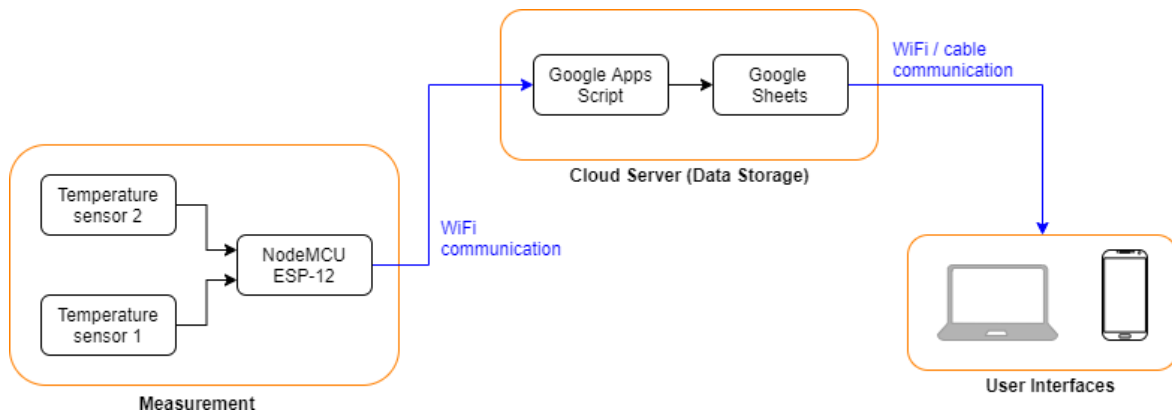 Temperature
sensor 2
Temperature
sensor 1
NodeMCU
ESP-12
Measurement
WiFi
communication
Google Apps
Script
Google
Sheets
Cloud Server (Data Storage)
WiFi / cable
communication
User Interfaces